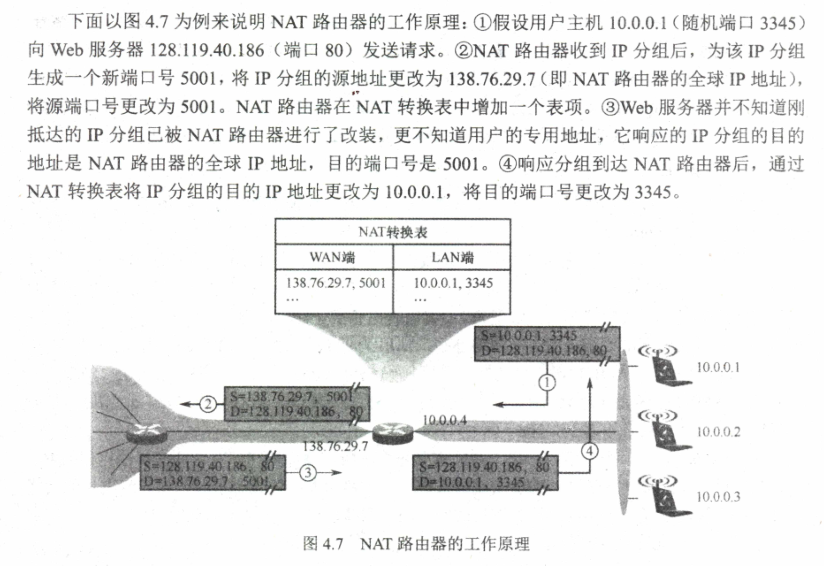 下面以图 4.7 为例来说明 NAT 路由器的工作原理：①假设用户主机 10.0.0.1（随机端口 3345）
向 Web 服务器 128.119.40.186（端口 80）发送请求。②NAT 路由器收到 IP 分组后，为该 IP 分组
生成一个新端口号 5001，将 IP 分组的源地址更改为 138.76.29.7（即 NAT 路由器的全球 IP 地址），
将源端口号更改为 5001。NAT 路由器在 NAT 转换表中增加一个表项。③Web 服务器并不知道刚
抵达的 IP 分组已被 NAT 路由器进行了改装，更不知道用户的专用地址，它响应的 IP 分组的目的
地址是 NAT 路由器的全球 IP 地址，目的端口号是 5001。④响应分组到达 NAT 路由器后，通过
NAT 转换表将 IP 分组的目的 IP 地址更改为 10.0.0.1，将目的端口号更改为 3345。
NAT转换表
WAN端 LAN端
138.76.29.7, 5001 10.0.0.1, 3345
… …
S=10.0.0.1, 3345
D=128.119.40.186, 80
①
10.0.0.1
②
S=138.76.29.7, 5001
D=128.119.40.186, 80
10.0.0.4
10.0.0.2
138.76.29.7
④
S=128.119.40.186, 80
D=138.76.29.7, 5001
③
S=128.119.40.186, 80
D=10.0.0.1, 3345
10.0.0.3
图 4.7 NAT 路由器的工作原理